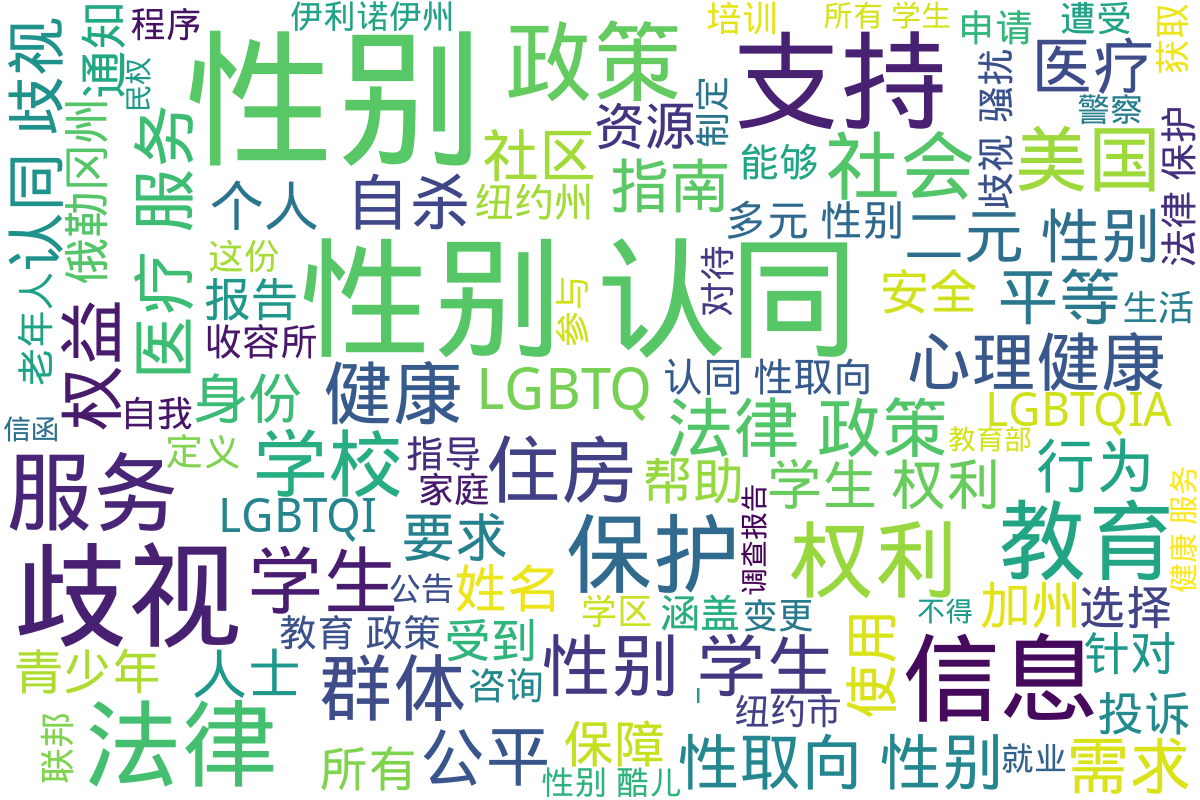 伊利诺伊州
培训
所有 学生
申请
遭受
获取
程序
通知
民权
歧视
性别
政策
支持
医疗
骚扰
警察
资源
制定
服务
俄勒冈州
社区
能够
社会
美国
保护
法律
歧视
指南
个人
自杀
纽约州
多元 性别
二元 性别
认同
这份
性别 认同
对待
安全
平等
生活
老年人
医疗
报告
参与
收容所
权益
心理健康
健康
LGBTQ
认同 性取向
身份
自我
法律 政策
LGBTQIA
信函
定义
学校
指导
住房
教育部
行为
家庭
帮助
学生 权利
服务
LGBTQI
要求
保护
调查报告
权利
教育
健康 服务
歧视
学生
公告
姓名
学区
涵盖
变更
不得
加州
选择
教育 政策
受到
性别 学生
使用
信息
针对
青少年
人士
群体
咨询
l
纽约市
投诉
联邦
法律
所有
公平
保障
性别 酷儿
性取向 性别
就业
需求